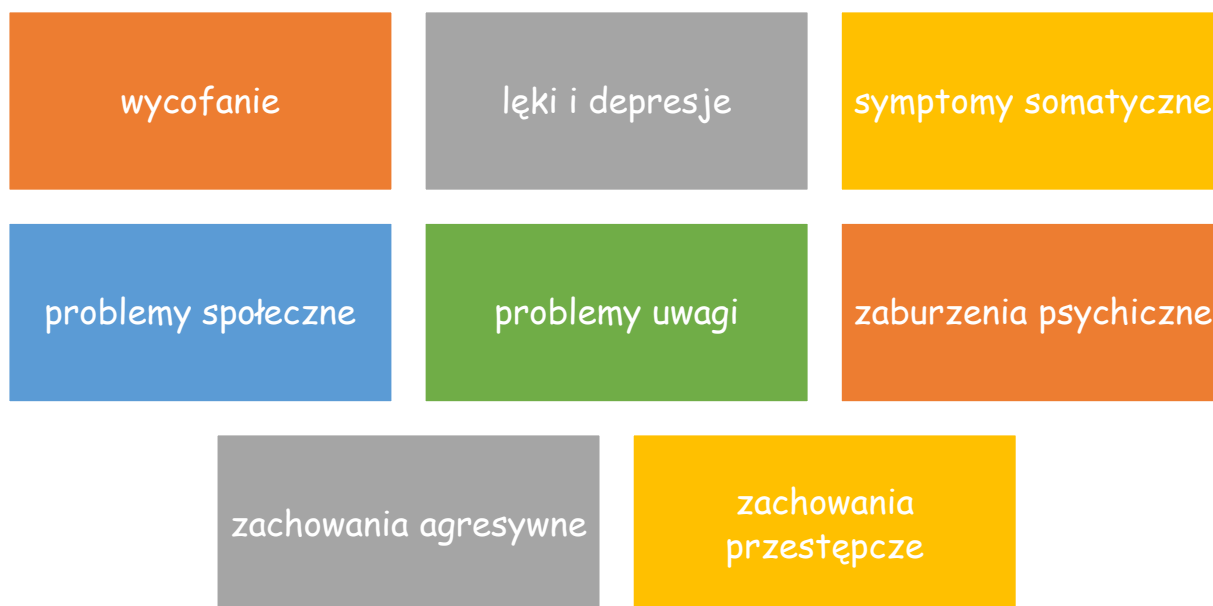 wycofanie
lęki i depresje
symptomy somatyczne
problemy społeczne
problemy uwagi
zaburzenia psychiczne
zachowania agresywne
zachowania
przestępcze